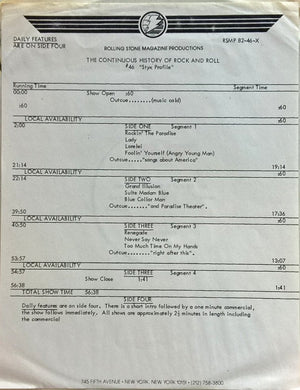 DAILY FEATURES
ARE ON SIDE FOUR
RSMP 82-46-X
ROLLING STONE MAGAZINE PRODUCTIONS
THE CONTINUOUS HISTORY OF ROCK AND ROLL
#46 "Styx Profile"
Running Time Segment Time
00:00 Show Open :60
Outcue....(music cold)
:60 :60
LOCAL AVAILABILITY
2:00 SIDE ONE Segment 1
Rockin' The Paradise
Lady
Lorelei
Foolin' Yourself (Angry Young Man)
Outcue....."songs about America"
21:14 19:14
LOCAL AVAILABILITY :60
22:14 SIDE TWO Segment 2
Grand Illusion
Suite Madam Blue
Blue Collar Man
Outcue......."and Paradise Theater".
39:50 17:36
LOCAL AVAILABILITY :60
40:50 SIDE THREE Segment 3
Renegade
Never Say Never
Too Much Time On My Hands
Outcue......"right after this".
53:57 13:07
LOCAL AVAILABILITY :60
54:57 SIDE THREE Segment 4
Show Close 1:41
56:38 1:41
TOTAL SHOW TIME 56:38
SIDE FOUR
Daily features are on side four. There is a short intro followed by a one minute commercial,
the show follows immediately. All shows are approximately 2½ minutes in length including
the commercial
745 FIFTH AVENUE • NEW YORK, NEW YORK 10151 • (212) 758-3800